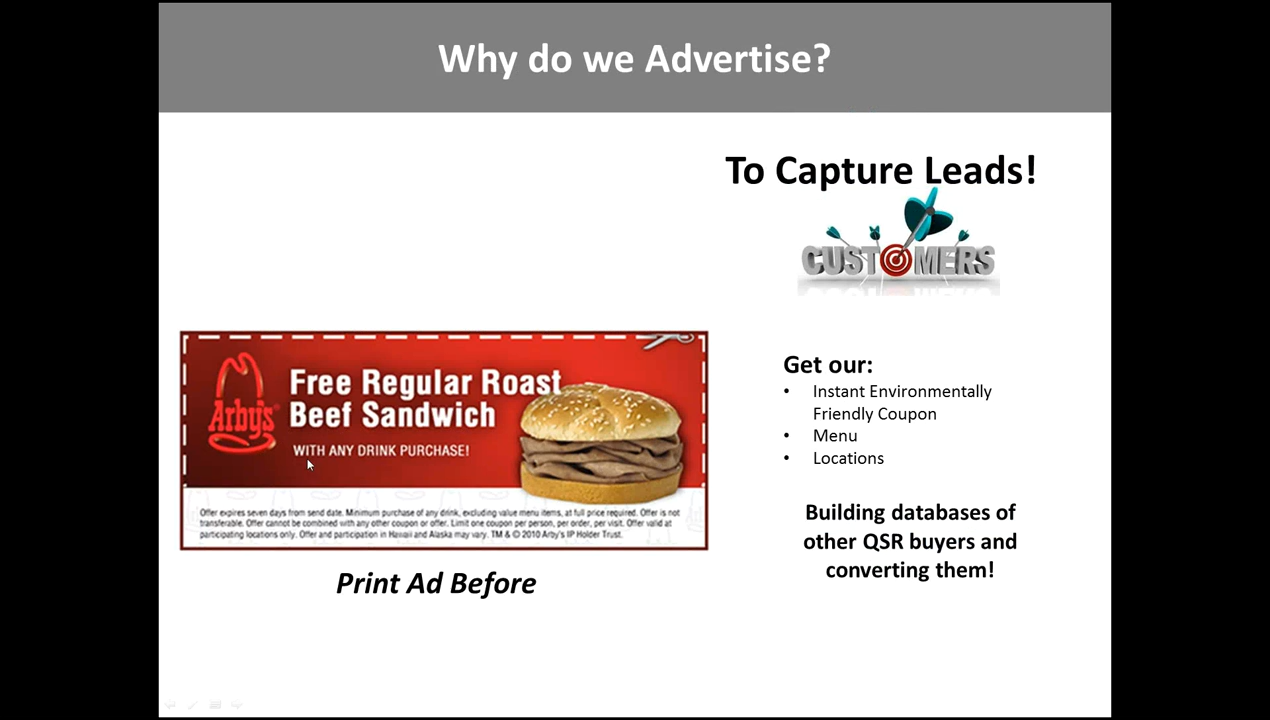 Why do we Advertise?
To Capture Leads!
CUSTOMERS
Free Regular Roast
Beef Sandwich
Arby's®
WITH ANY DRINK PURCHASE!
Offer expires seven days from send date. Minimum purchase of any drink, excluding value menu items, at full price required. Offer is not
transferable. Offer cannot be combined with any other coupon or offer. Limit one coupon per person, per order, per visit. Offer valid at
participating locations only. Offer and participation in Hawaii and Alaska may vary. TM & © 2010 Arby's IP Holder Trust.
Print Ad Before
Get our:
• Instant Environmentally
Friendly Coupon
• Menu
• Locations
Building databases of
other QSR buyers and
converting them!